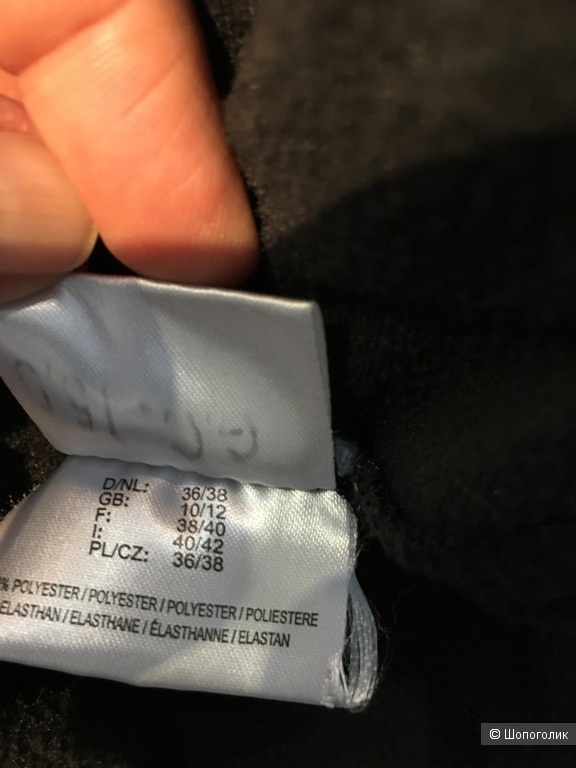 D/NL: 36/38
GB: 10/12
F: 38/40
I: 40/42
PL/CZ: 36/38
% POLYESTER / POLYESTER / POLYESTER / POLIESTERE
ELASTHAN / ELASTHANE / ÉLASTHANNE / ELASTAN
© Шопоголик